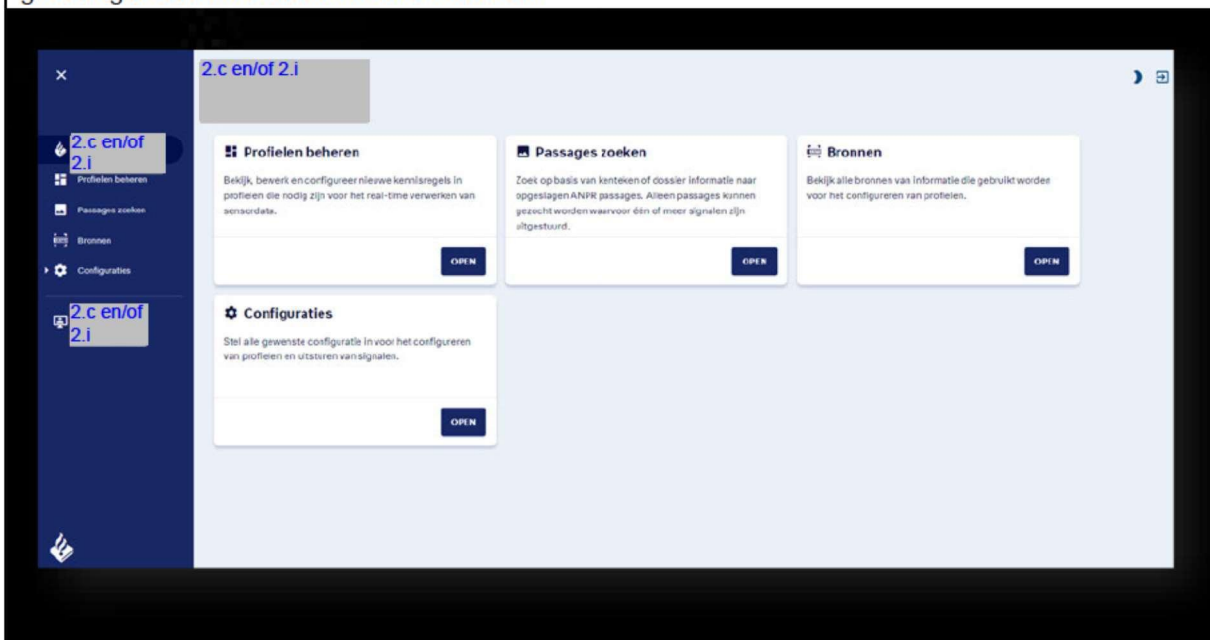 2.c en/of 2.i
2.c en/of
2.i
Profielen beheren
Passages zoeken
Bronnen
Configuraties
2.c en/of
2.i
Profielen beheren
Bekijk, bewerk en configureer nieuwe kennisregels in
profielen die nodig zijn voor het real-time verwerken van
sensordata.
OPEN
Passages zoeken
Zoek op basis van kenteken of dossier informatie naar
opgeslagen ANPR passages. Alleen passages kunnen
gezocht worden waarvoor één of meer signalen zijn
uitgestuurd.
OPEN
Bronnen
Bekijk alle bronnen van informatie die gebruikt worden
voor het configureren van profielen.
OPEN
Configuraties
Stel alle gewenste configuratie in voor het configureren
van profielen en uitsturen van signalen.
OPEN